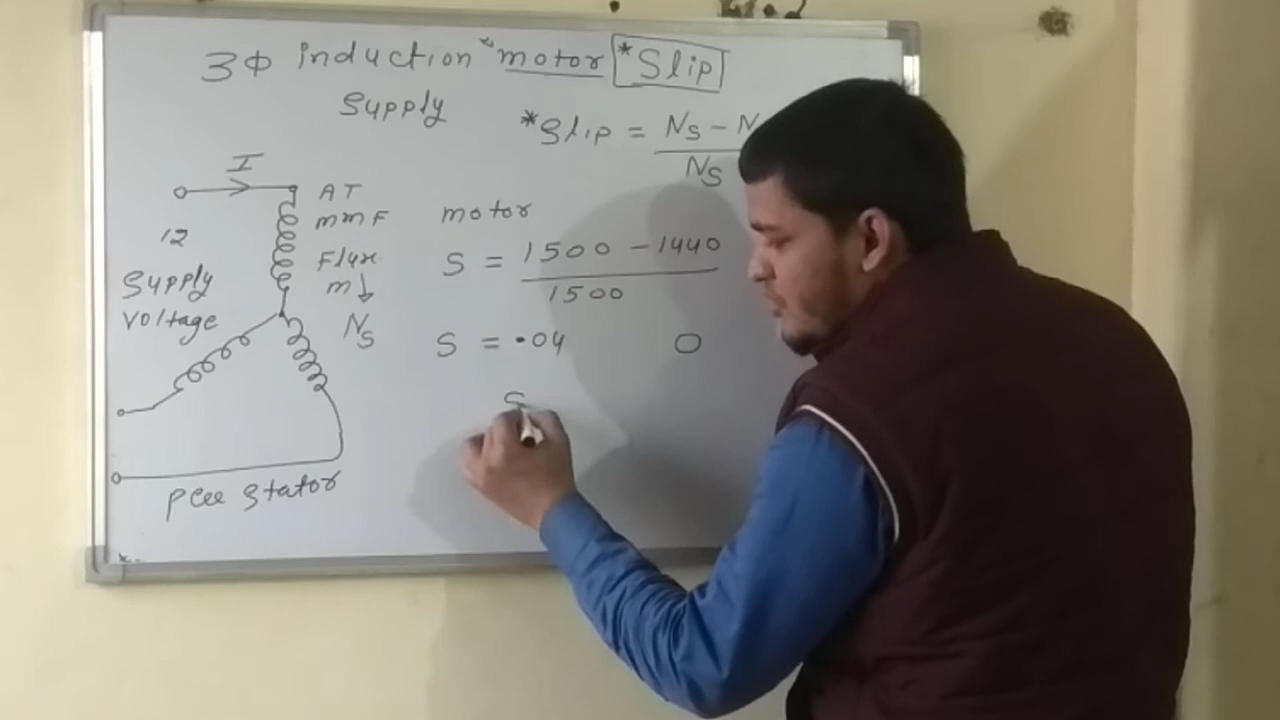 3Φ induction motor *Slip
Supply
*Slip = NS - N
NS
I
AT
mmF
Flux
m↓
NS
12
Supply
Voltage
motor
S = 1500 - 1440
1500
S = .04 0
S
Stator